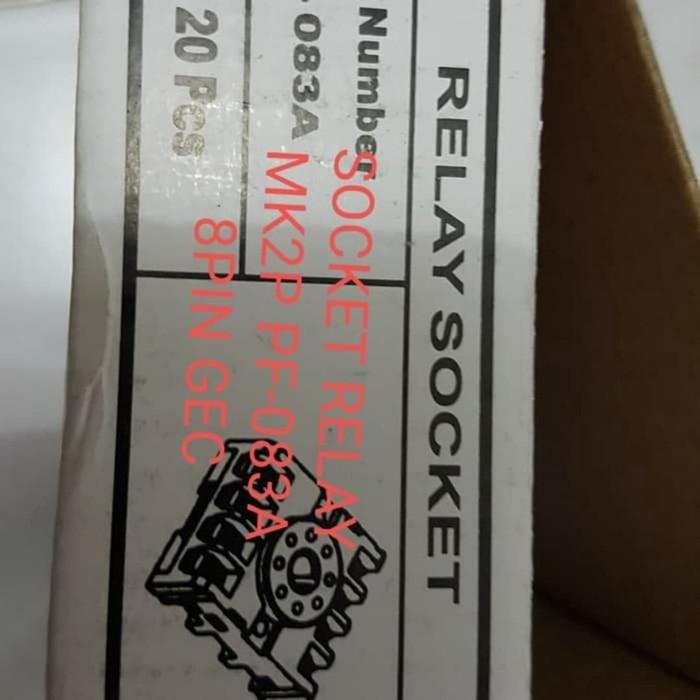 RELAY SOCKET
Number
083A
20 Pcs
SOCKET RELAY
MK2P PF-083A
8PIN GEC